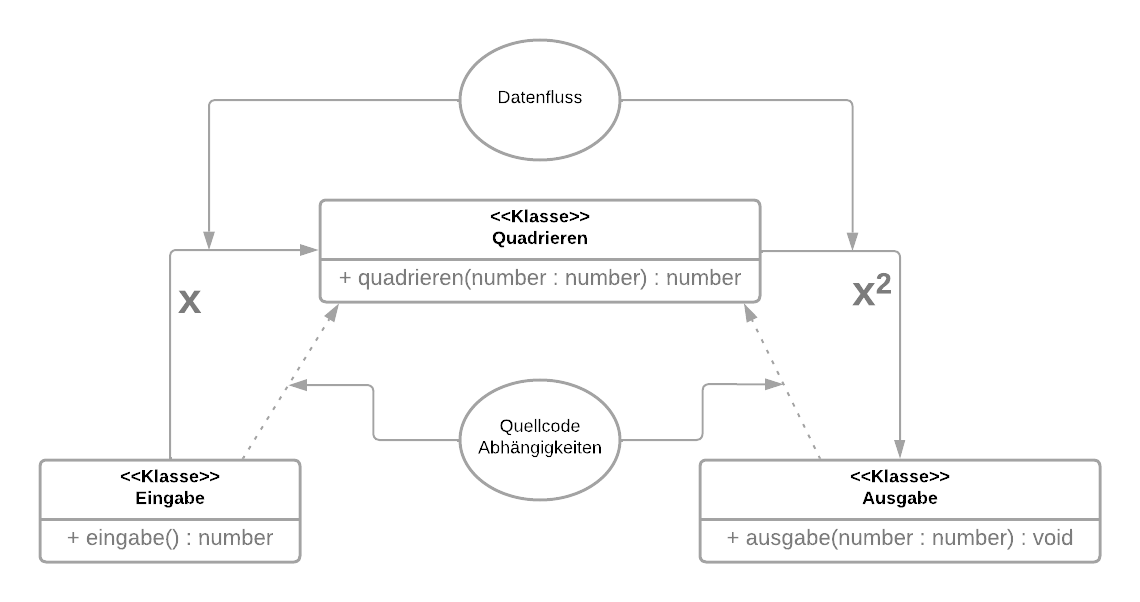 Datenfluss
<<Klasse>>
Quadrieren
+ quadrieren(number : number) : number
x
x²
Quellcode
Abhängigkeiten
<<Klasse>>
Eingabe
+ eingabe() : number
<<Klasse>>
Ausgabe
+ ausgabe(number : number) : void